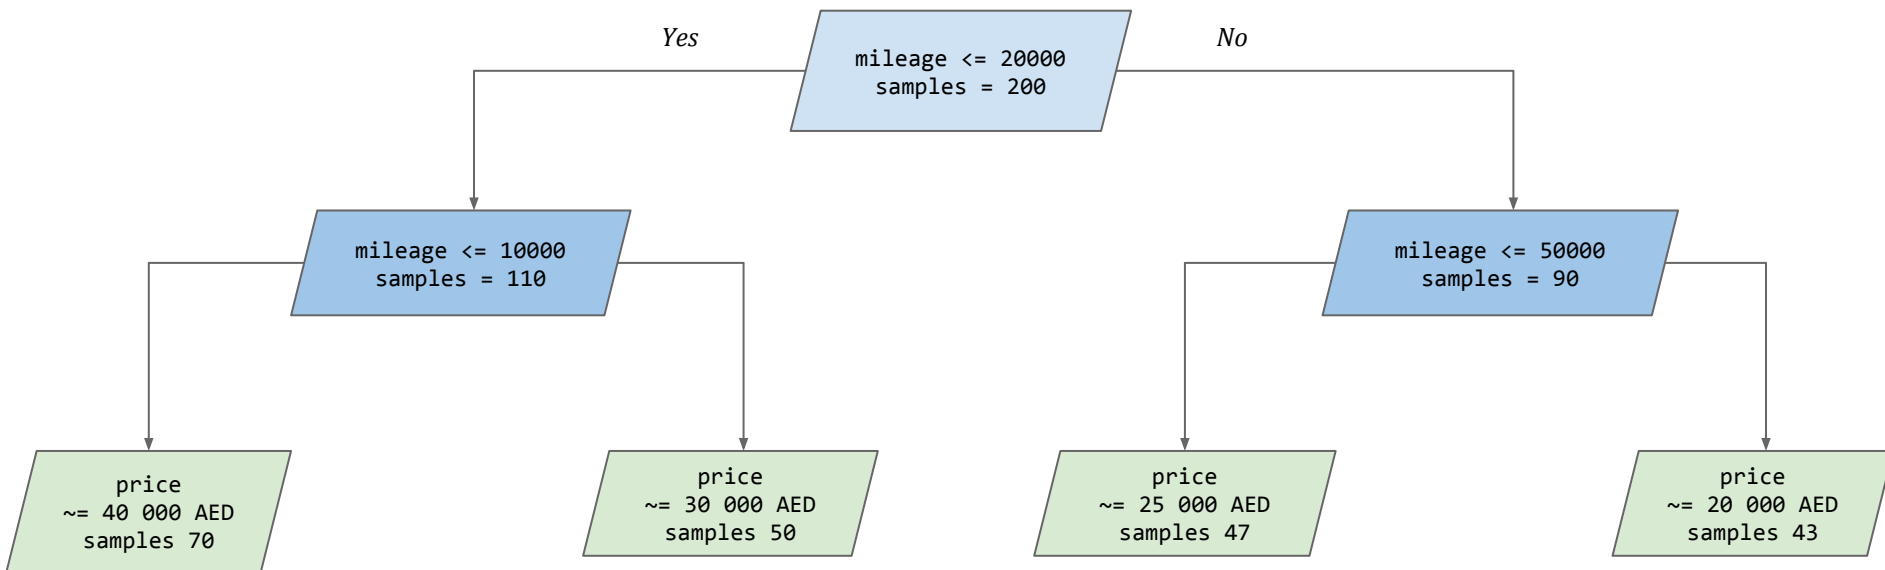 Yes
No
mileage <= 20000
samples = 200
mileage <= 10000
samples = 110
mileage <= 50000
samples = 90
price
~= 40 000 AED
samples 70
price
~= 30 000 AED
samples 50
price
~= 25 000 AED
samples 47
price
~= 20 000 AED
samples 43